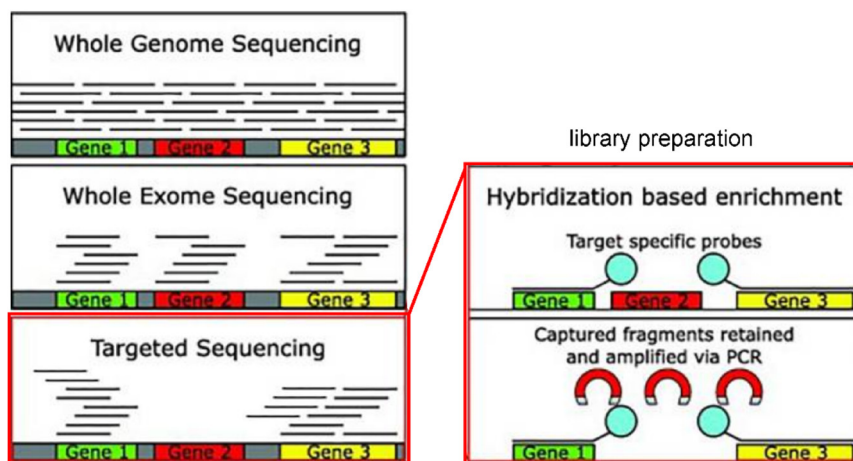 Whole Genome Sequencing
Gene 1 Gene 2 Gene 3
Whole Exome Sequencing
Gene 1 Gene 2 Gene 3
Targeted Sequencing
Gene 1 Gene 2 Gene 3
library preparation
Hybridization based enrichment
Target specific probes
Gene 1 Gene 2 Gene 3
Captured fragments retained
and amplified via PCR
Gene 1 Gene 3